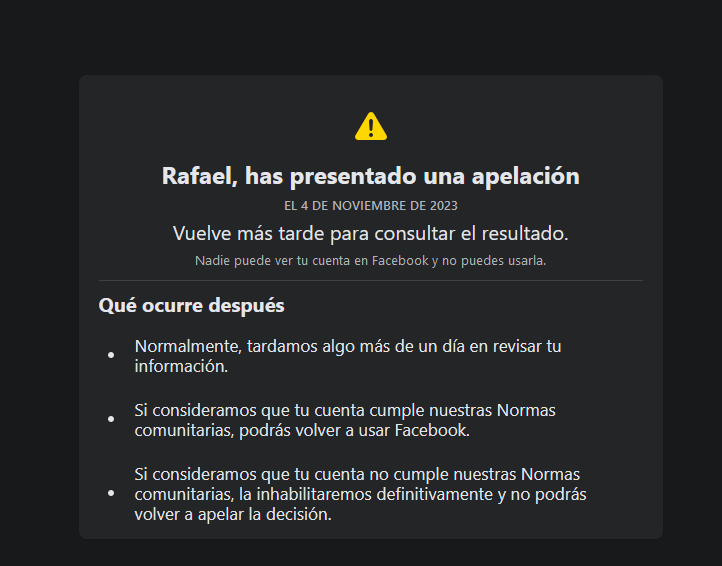 Rafael, has presentado una apelación
EL 4 DE NOVIEMBRE DE 2023
Vuelve más tarde para consultar el resultado.
Nadie puede ver tu cuenta en Facebook y no puedes usarla.
Qué ocurre después
• Normalmente, tardamos algo más de un día en revisar tu
información.
• Si consideramos que tu cuenta cumple nuestras Normas
comunitarias, podrás volver a usar Facebook.
• Si consideramos que tu cuenta no cumple nuestras Normas
comunitarias, la inhabilitaremos definitivamente y no podrás
volver a apelar la decisión.